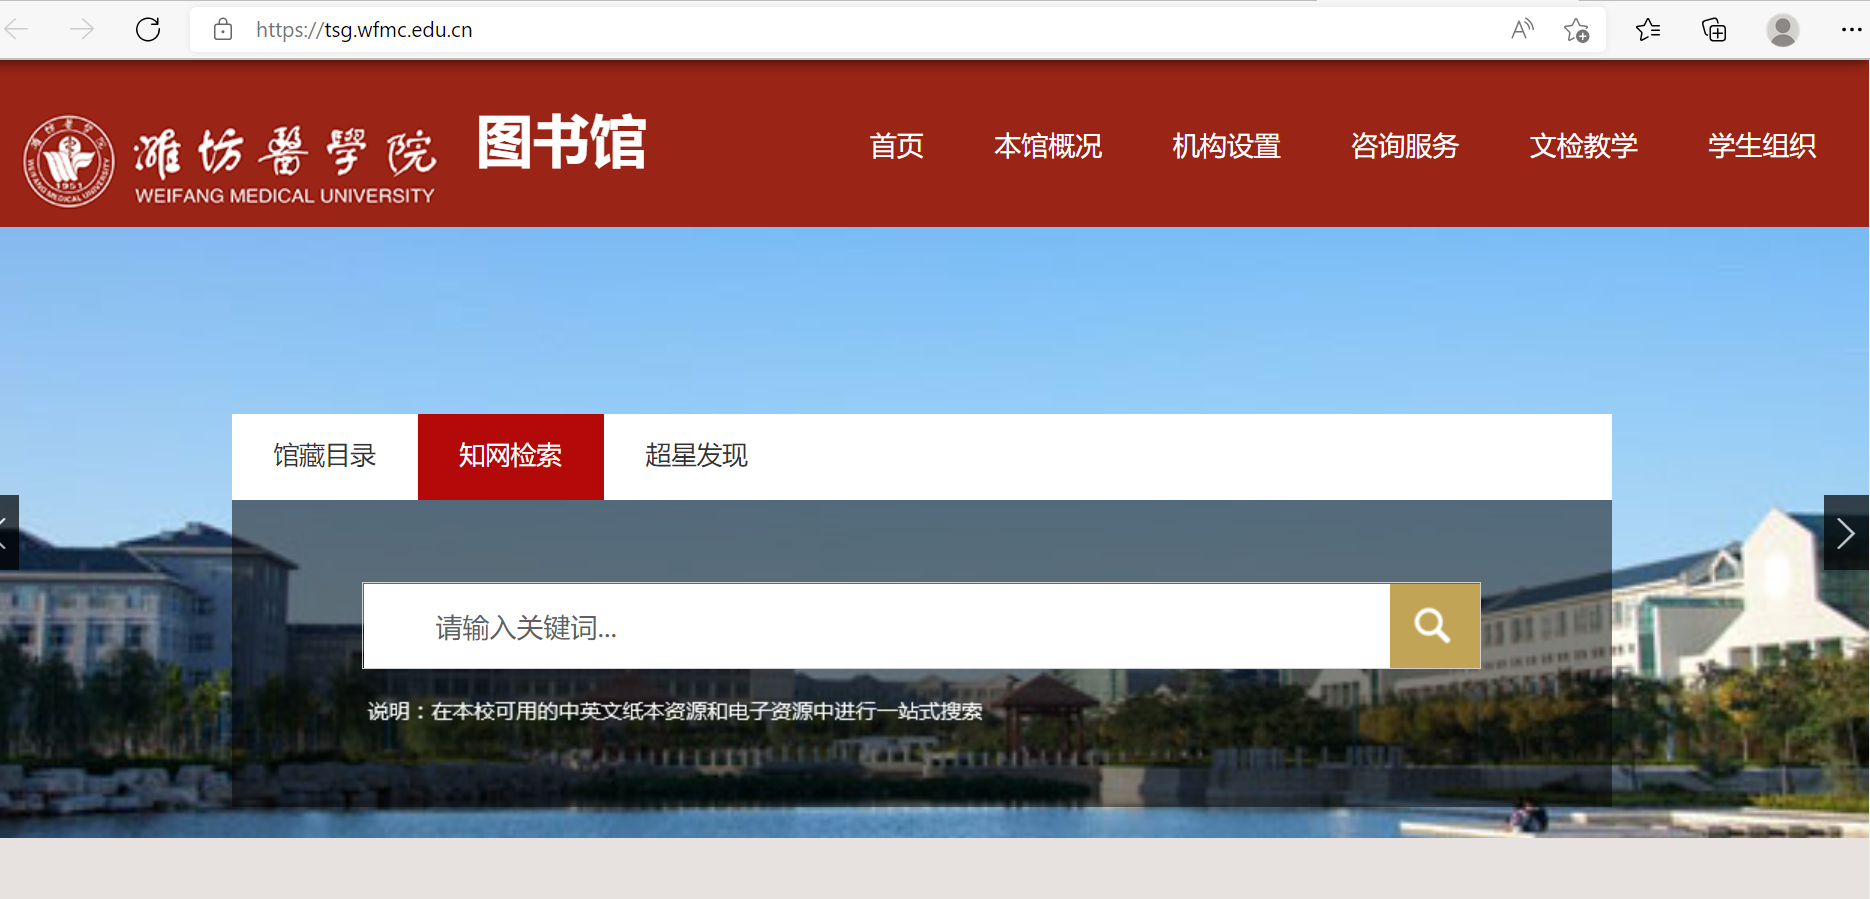 https://tsg.wfmc.edu.cn
潍坊醫學院
WEIFANG MEDICAL UNIVERSITY
图书馆
首页 本馆概况 机构设置 咨询服务 文检教学 学生组织
馆藏目录 知网检索 超星发现
请输入关键词...
说明：在本校可用的中英文纸本资源和电子资源中进行一站式搜索